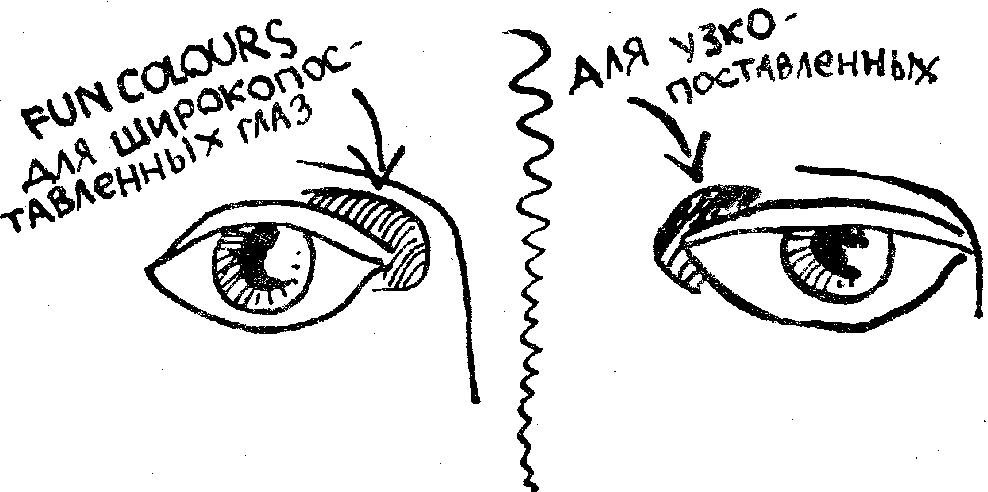 FUN COLOURS
ДЛЯ ШИРОКОПОС-
ТАВЛЕННЫХ ГЛАЗ
ДЛЯ УЗКО-
ПОСТАВЛЕННЫХ